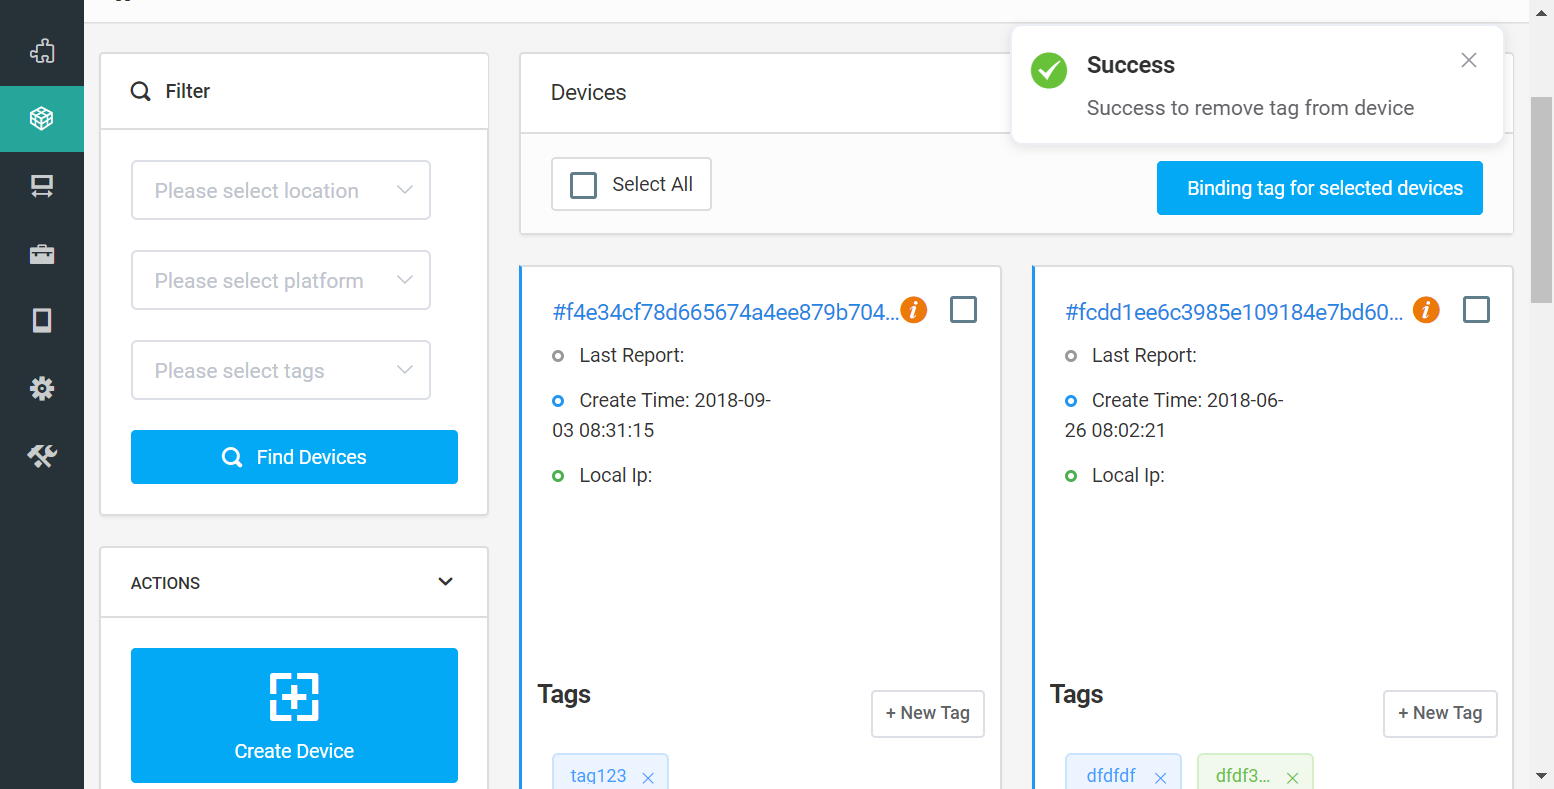 Filter
Please select location
Please select platform
Please select tags
Find Devices
ACTIONS
Create Device
Devices
Success
Success to remove tag from device
Select All
Binding tag for selected devices
#f4e34cf78d665674a4ee879b704...
Last Report:
Create Time: 2018-09-
03 08:31:15
Local Ip:
Tags
+ New Tag
tag123
#fcdd1ee6c3985e109184e7bd60...
Last Report:
Create Time: 2018-06-
26 08:02:21
Local Ip:
Tags
+ New Tag
dfdfdf
dfdf3...